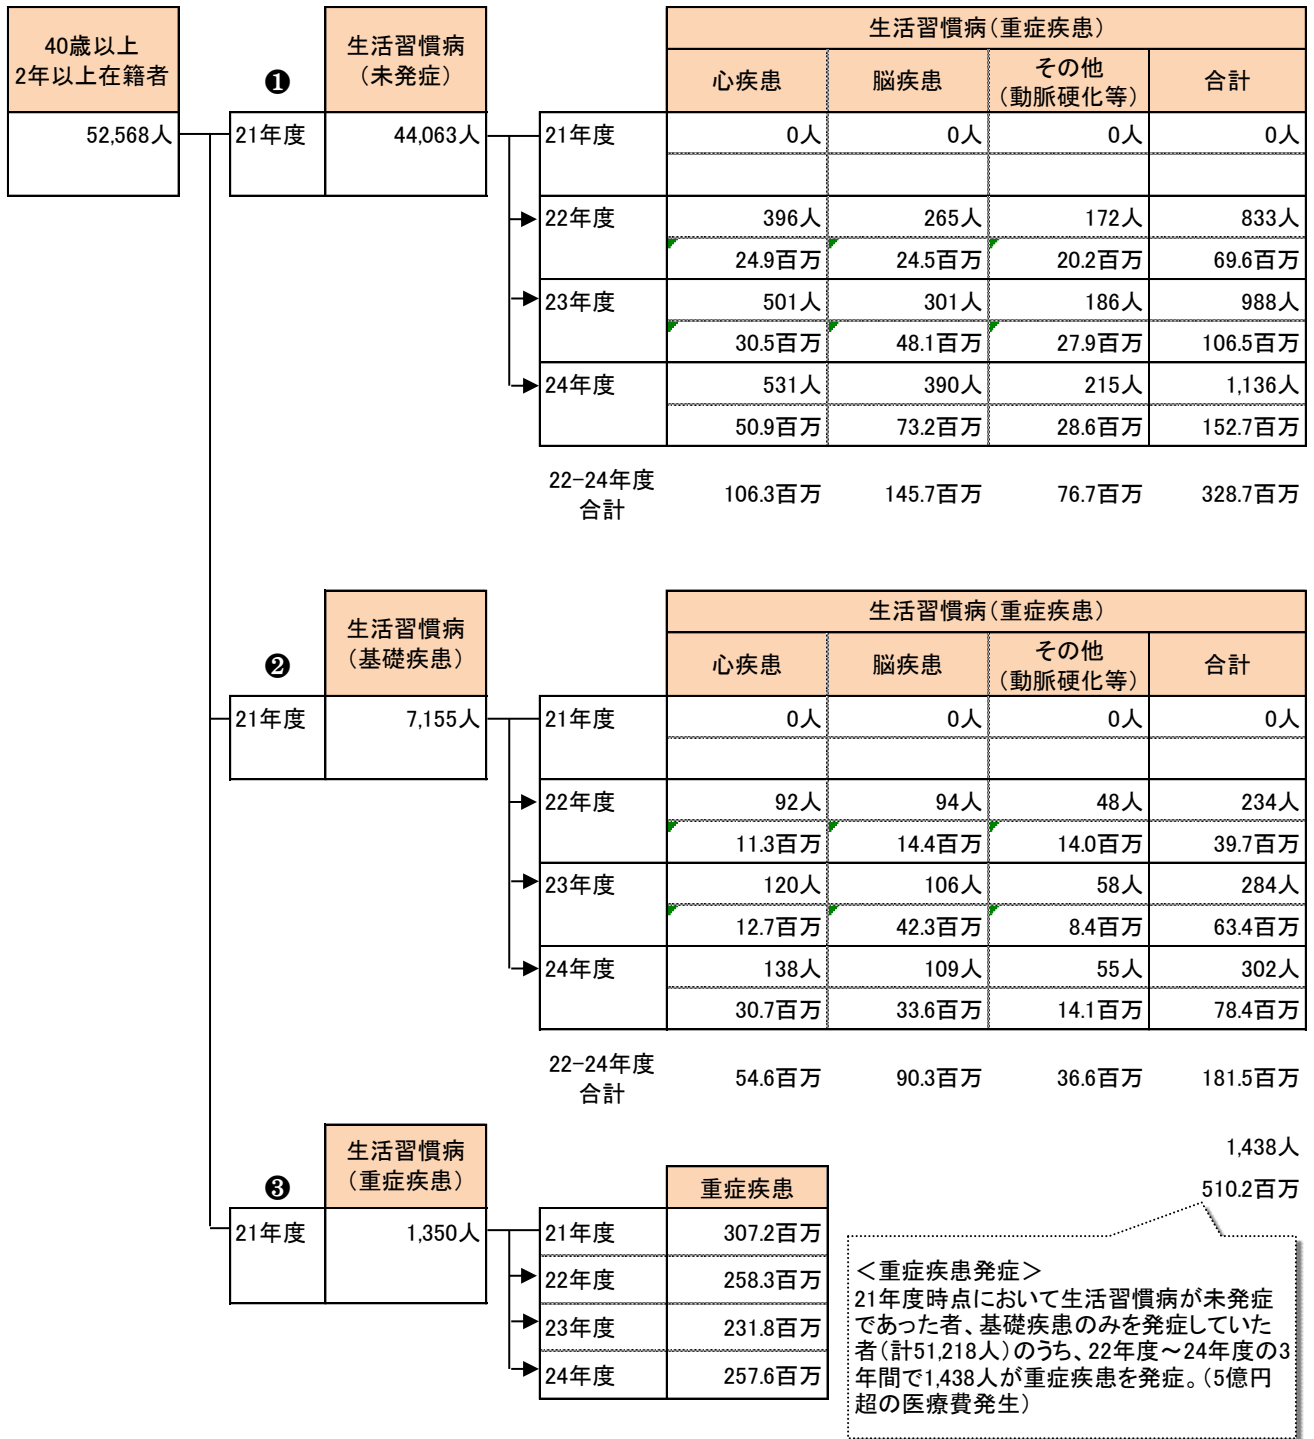 40歳以上
2年以上在籍者
52,568人
❶
生活習慣病
(未発症)
21年度
44,063人
生活習慣病(重症疾患)
心疾患
脳疾患
その他
(動脈硬化等)
合計
21年度
0人
0人
0人
0人
22年度
396人
265人
172人
833人
24.9百万
24.5百万
20.2百万
69.6百万
23年度
501人
301人
186人
988人
30.5百万
48.1百万
27.9百万
106.5百万
24年度
531人
390人
215人
1,136人
50.9百万
73.2百万
28.6百万
152.7百万
22-24年度
合計
106.3百万
145.7百万
76.7百万
328.7百万
❷
生活習慣病
(基礎疾患)
21年度
7,155人
生活習慣病(重症疾患)
心疾患
脳疾患
その他
(動脈硬化等)
合計
21年度
0人
0人
0人
0人
22年度
92人
94人
48人
234人
11.3百万
14.4百万
14.0百万
39.7百万
23年度
120人
106人
58人
284人
12.7百万
42.3百万
8.4百万
63.4百万
24年度
138人
109人
55人
302人
30.7百万
33.6百万
14.1百万
78.4百万
22-24年度
合計
54.6百万
90.3百万
36.6百万
181.5百万
1,438人
510.2百万
❸
生活習慣病
(重症疾患)
21年度
1,350人
重症疾患
21年度
307.2百万
22年度
258.3百万
23年度
231.8百万
24年度
257.6百万
<重症疾患発症>
21年度時点において生活習慣病が未発症
であった者、基礎疾患のみを発症していた
者(計51,218人)のうち、22年度~24年度の3
年間で1,438人が重症疾患を発症。(5億円
超の医療費発生)